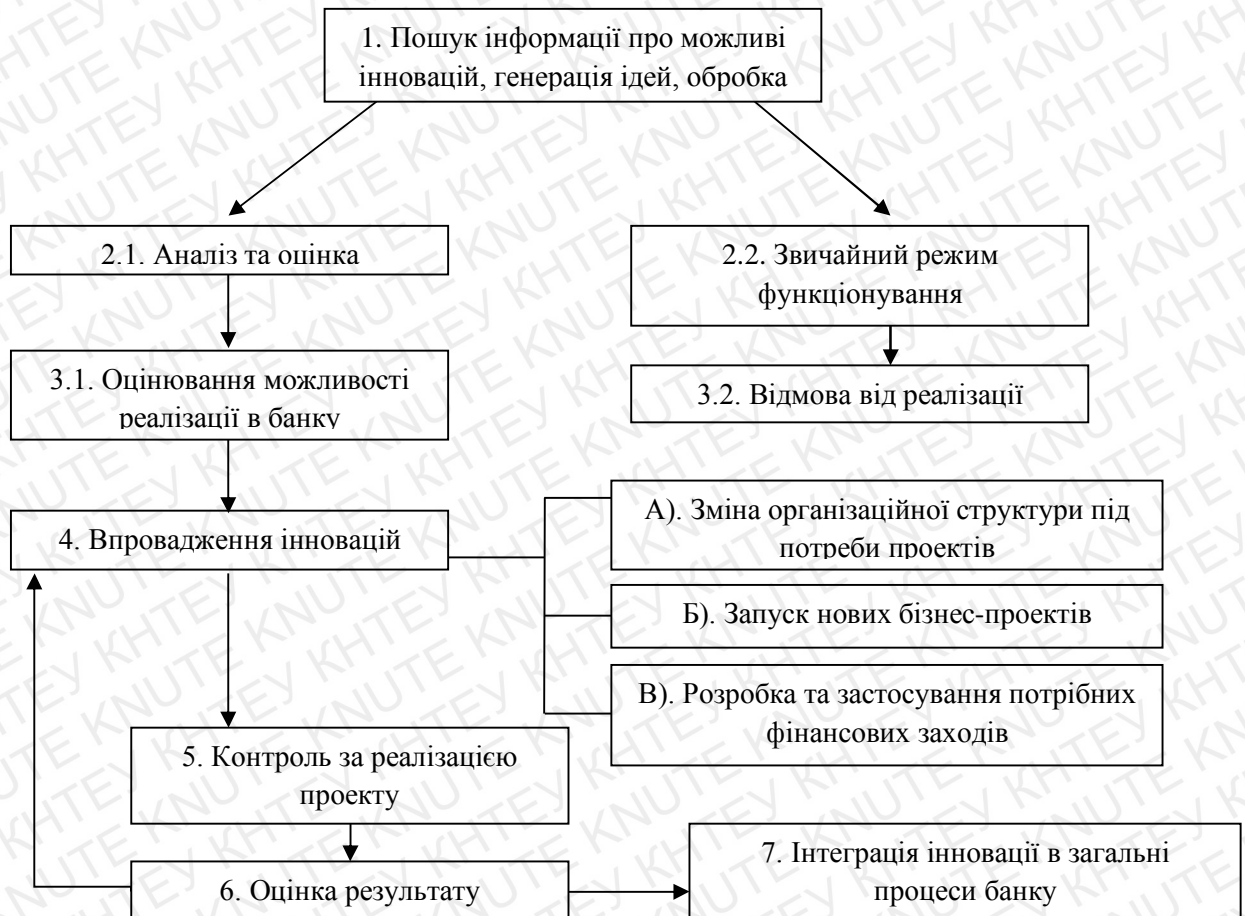 1. Пошук інформації про можливі
інновацій, генерація ідей, обробка
2.1. Аналіз та оцінка
2.2. Звичайний режим
функціонування
3.1. Оцінювання можливості
реалізації в банку
3.2. Відмова від реалізації
4. Впровадження інновацій
А). Зміна організаційної структури під
потреби проектів
Б). Запуск нових бізнес-проектів
В). Розробка та застосування потрібних
фінансових заходів
5. Контроль за реалізацією
проекту
6. Оцінка результату
7. Інтеграція інновації в загальні
процеси банку